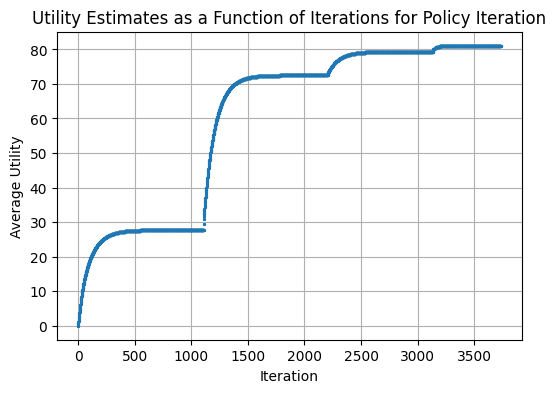 Utility Estimates as a Function of Iterations for Policy Iteration
80
70
60
50
40
30
20
10
0
Average Utility
0 500 1000 1500 2000 2500 3000 3500
Iteration